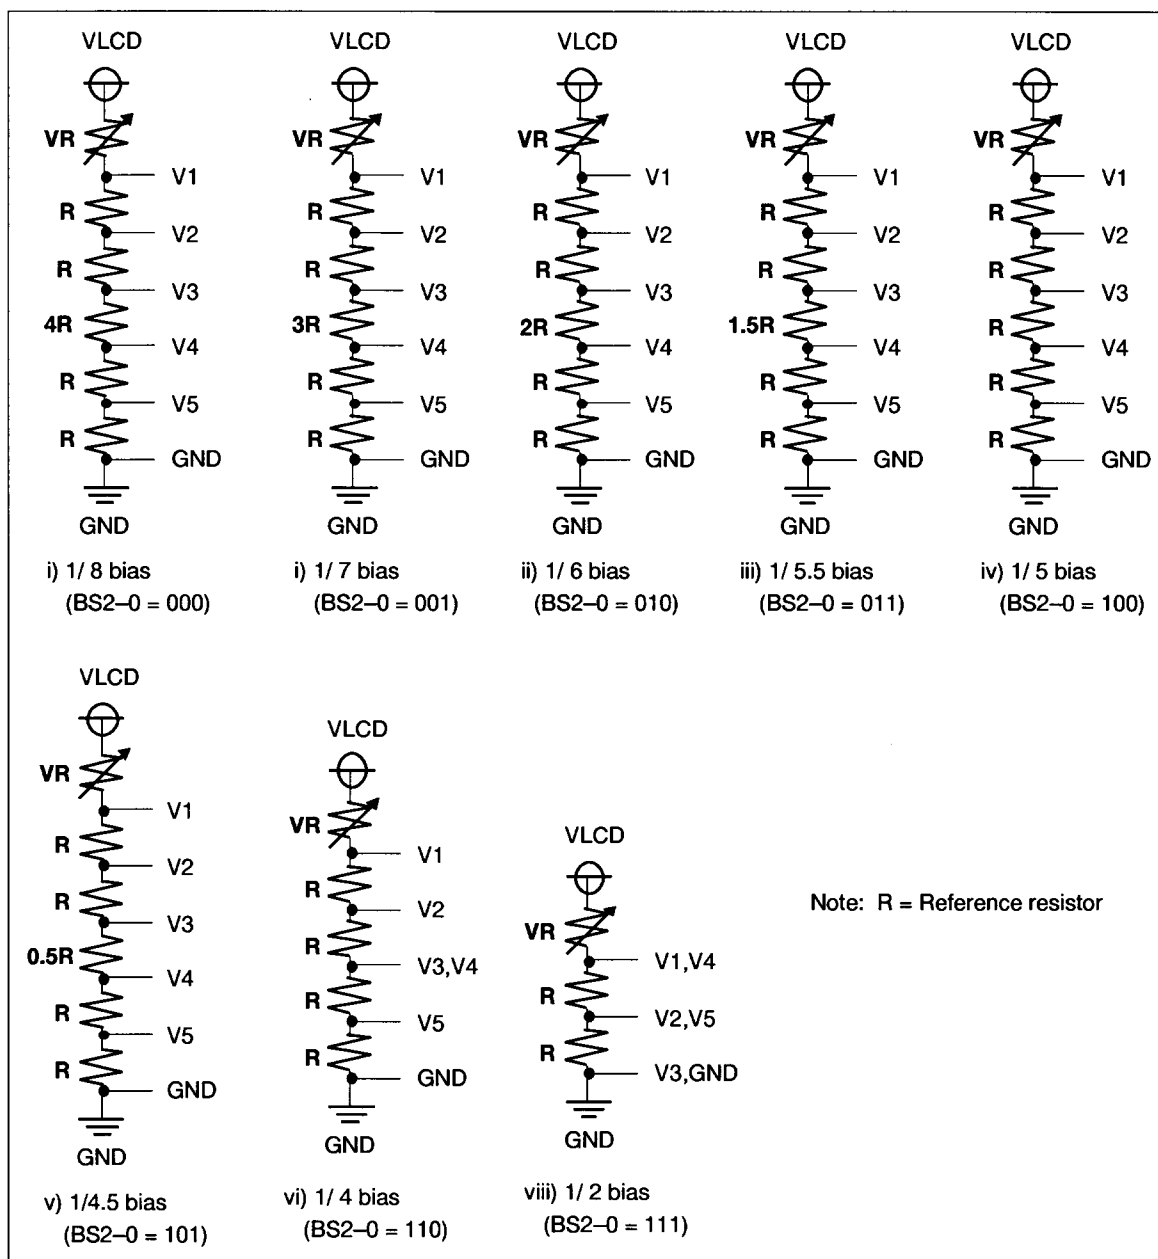 VLCD
VR
V1
R
V2
R
V3
4R
V4
R
V5
R
GND
GND
i) 1/ 8 bias
(BS2–0 = 000)
VLCD
VR
V1
R
V2
R
V3
3R
V4
R
V5
R
GND
GND
i) 1/ 7 bias
(BS2–0 = 001)
VLCD
VR
V1
R
V2
R
V3
2R
V4
R
V5
R
GND
GND
ii) 1/ 6 bias
(BS2–0 = 010)
VLCD
VR
V1
R
V2
R
V3
1.5R
V4
R
V5
R
GND
GND
iii) 1/ 5.5 bias
(BS2–0 = 011)
VLCD
VR
V1
R
V2
R
V3
R
V4
R
V5
R
GND
GND
iv) 1/ 5 bias
(BS2–0 = 100)
VLCD
VR
V1
R
V2
R
V3
0.5R
V4
R
V5
R
GND
GND
v) 1/4.5 bias
(BS2–0 = 101)
VLCD
VR
V1
R
V2
R
V3,V4
R
V5
R
GND
GND
vi) 1/ 4 bias
(BS2–0 = 110)
VLCD
VR
V1,V4
R
V2,V5
R
V3,GND
GND
viii) 1/ 2 bias
(BS2–0 = 111)
Note: R = Reference resistor